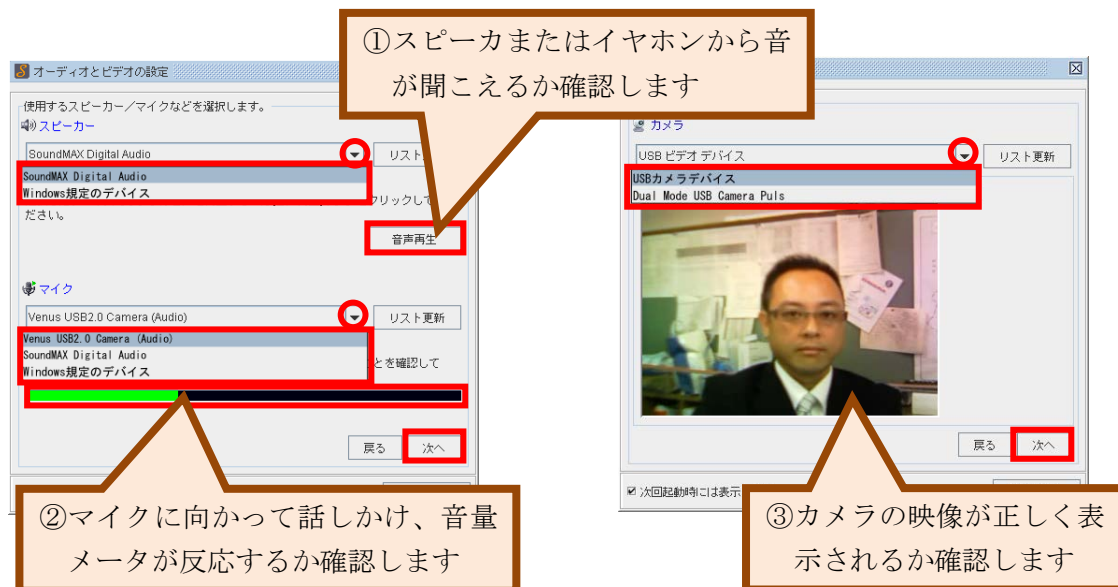 ①スピーカまたはイヤホンから音
が聞こえるか確認します
オーディオとビデオの設定
使用するスピーカー／マイクなどを選択します。
スピーカー
SoundMAX Digital Audio
リスト
SoundMAX Digital Audio
Windows規定のデバイス
クリックして
ださい。
音声再生
マイク
Venus USB2.0 Camera (Audio)
リスト更新
Venus USB2.0 Camera (Audio)
SoundMAX Digital Audio
Windows規定のデバイス
とを確認して
戻る
次へ
②マイクに向かって話しかけ、音量
メータが反応するか確認します
カメラ
USB ビデオ デバイス
リスト更新
USBカメラデバイス
Dual Mode USB Camera Puls
戻る
次へ
次回起動時には表示
③カメラの映像が正しく表
示されるか確認します